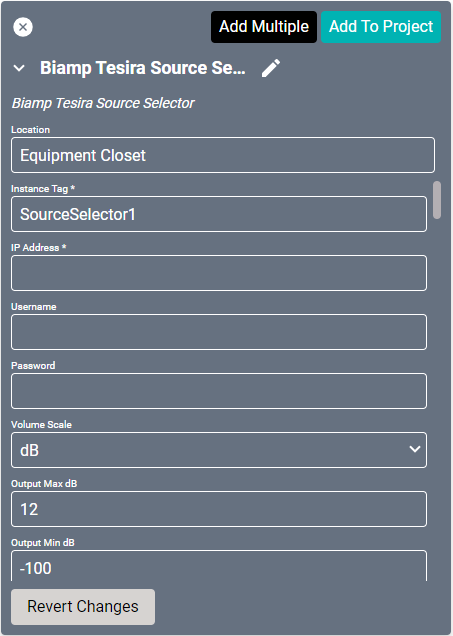 Add Multiple
Add To Project
Biamp Tesira Source Se...
Biamp Tesira Source Selector
Location
Equipment Closet
Instance Tag *
SourceSelector1
IP Address *
Username
Password
Volume Scale
dB
Output Max dB
12
Output Min dB
-100
Revert Changes